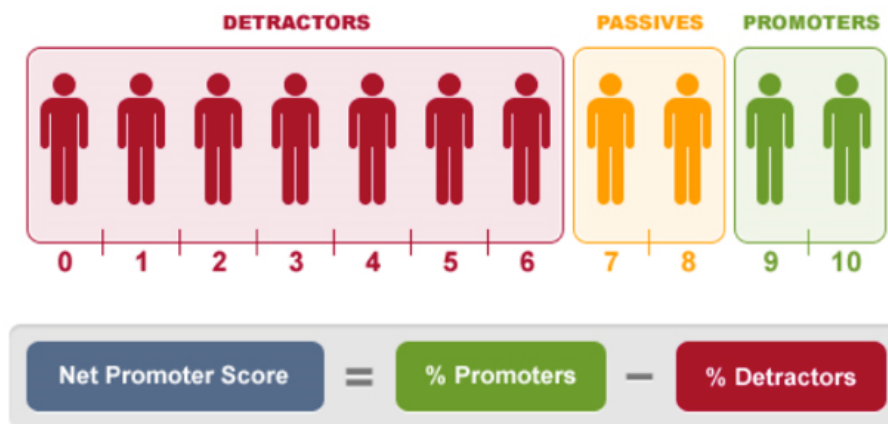 DETRACTORS PASSIVES PROMOTERS
0 1 2 3 4 5 6 7 8 9 10
Net Promoter Score = % Promoters – % Detractors